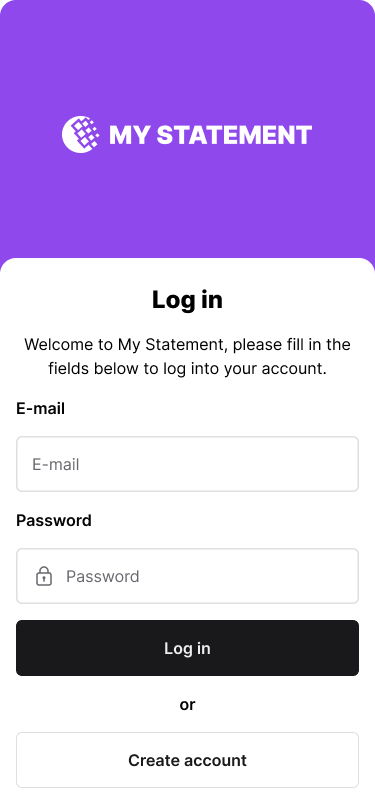 MY STATEMENT
Log in
Welcome to My Statement, please fill in the
fields below to log into your account.
E-mail
E-mail
Password
Password
Log in
or
Create account